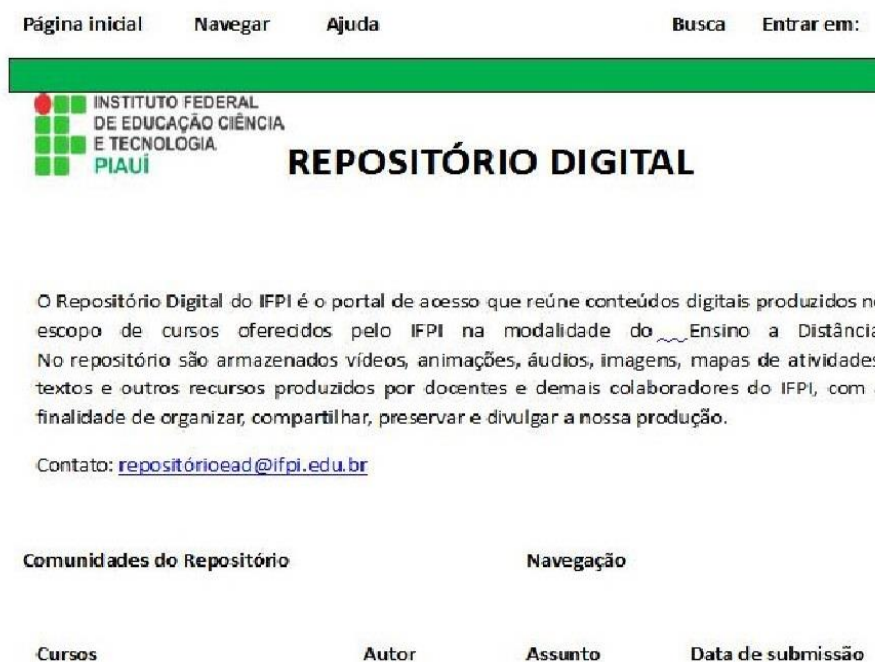 Página inicial Navegar Ajuda Busca Entrar em:
INSTITUTO FEDERAL
DE EDUCAÇÃO CIÊNCIA
E TECNOLOGIA
PIAUÍ
REPOSITÓRIO DIGITAL
O Repositório Digital do IFPI é o portal de acesso que reúne conteúdos digitais produzidos
escopo de cursos oferecidos pelo IFPI na modalidade do Ensino a Distância
No repositório são armazenados vídeos, animações, áudios, imagens, mapas de atividades
textos e outros recursos produzidos por docentes e demais colaboradores do IFPI, com
finalidade de organizar, compartilhar, preservar e divulgar a nossa produção.
Contato: repositórioead@ifpi.edu.br
Comunidades do Repositório Navegação
Cursos Autor Assunto Data de submissão